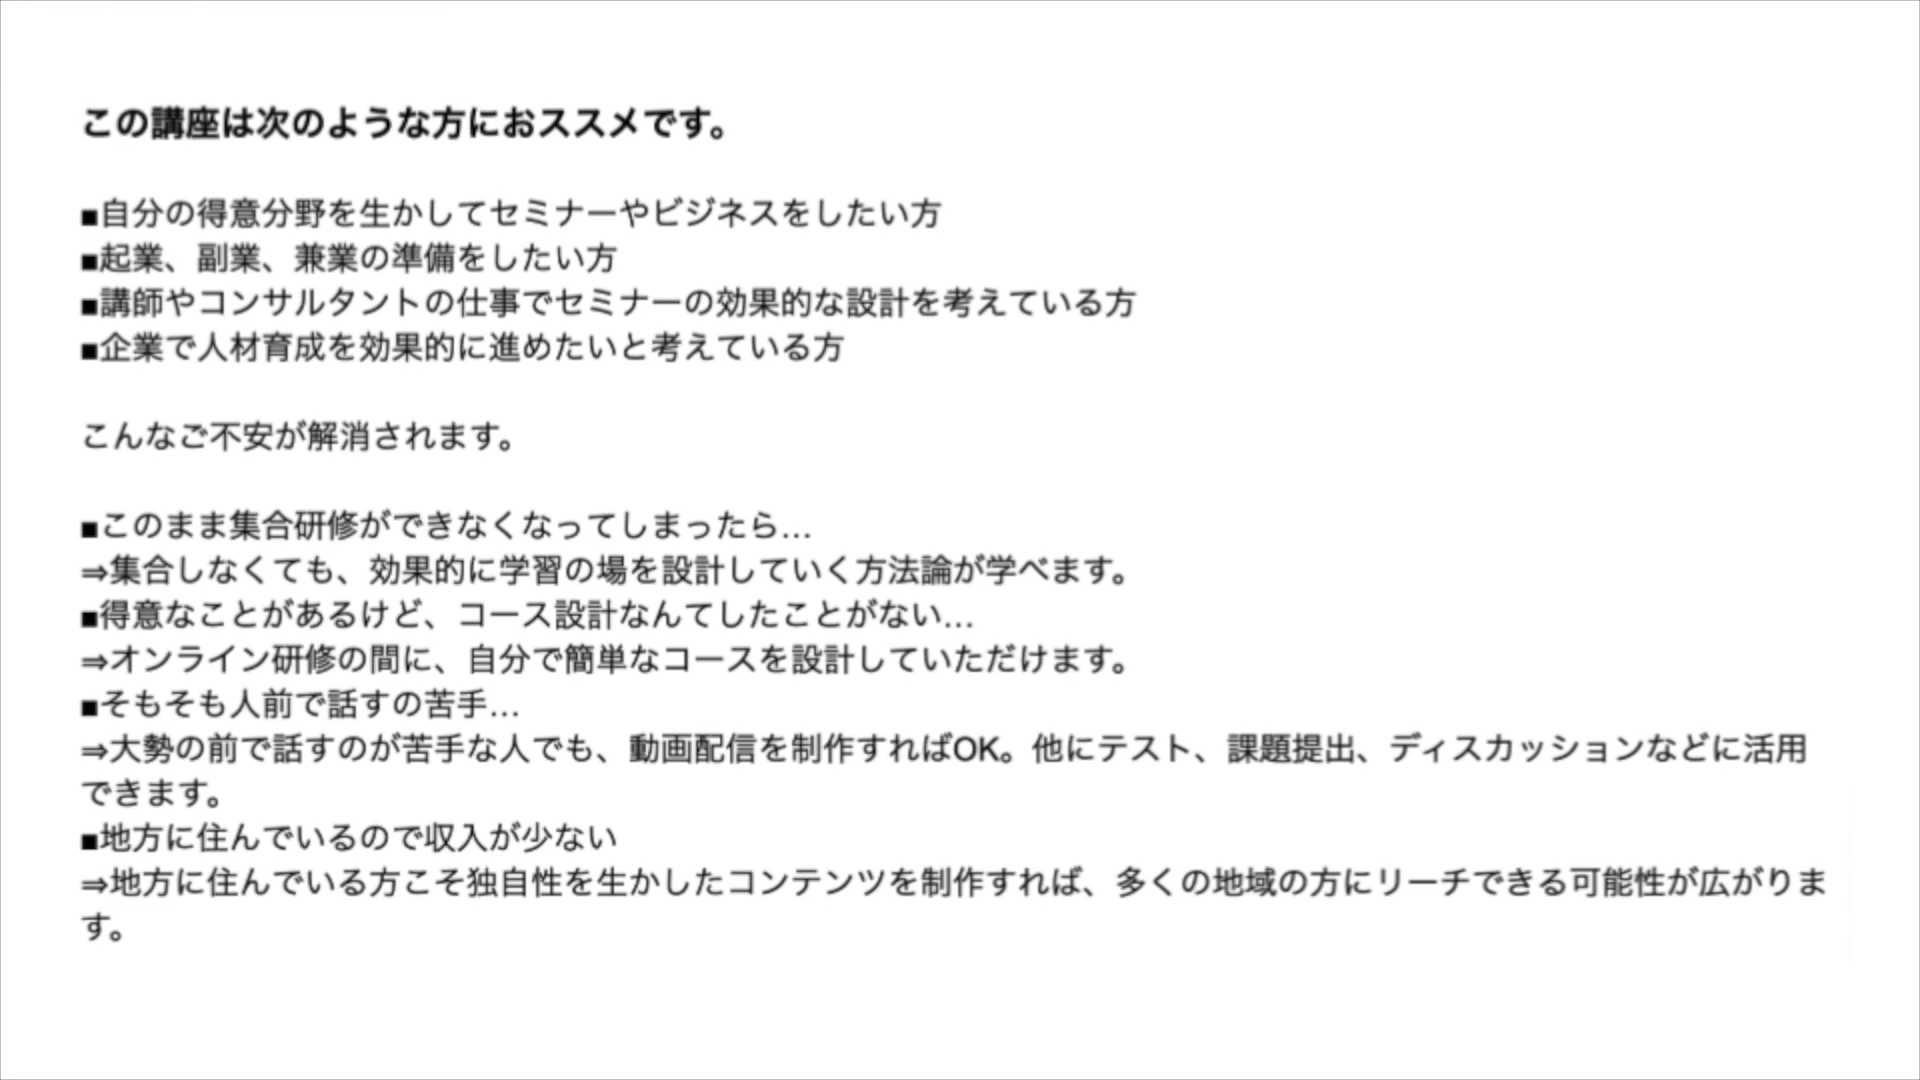 この講座は次のような方におススメです。
■自分の得意分野を生かしてセミナーやビジネスをしたい方
■起業、副業、兼業の準備をしたい方
■講師やコンサルタントの仕事でセミナーの効果的な設計を考えている方
■企業で人材育成を効果的に進めたいと考えている方
こんなご不安が解消されます。
■このまま集合研修ができなくなってしまったら…
⇒集合しなくても、効果的に学習の場を設計していく方法論が学べます。
■得意なことがあるけど、コース設計なんてしたことがない…
⇒オンライン研修の間に、自分で簡単なコースを設計していただけます。
■そもそも人前で話すの苦手…
⇒大勢の前で話すのが苦手な人でも、動画配信を制作すればOK。他にテスト、課題提出、ディスカッションなどに活用
できます。
■地方に住んでいるので収入が少ない
⇒地方に住んでいる方こそ独自性を生かしたコンテンツを制作すれば、多くの地域の方にリーチできる可能性が広がりま
す。